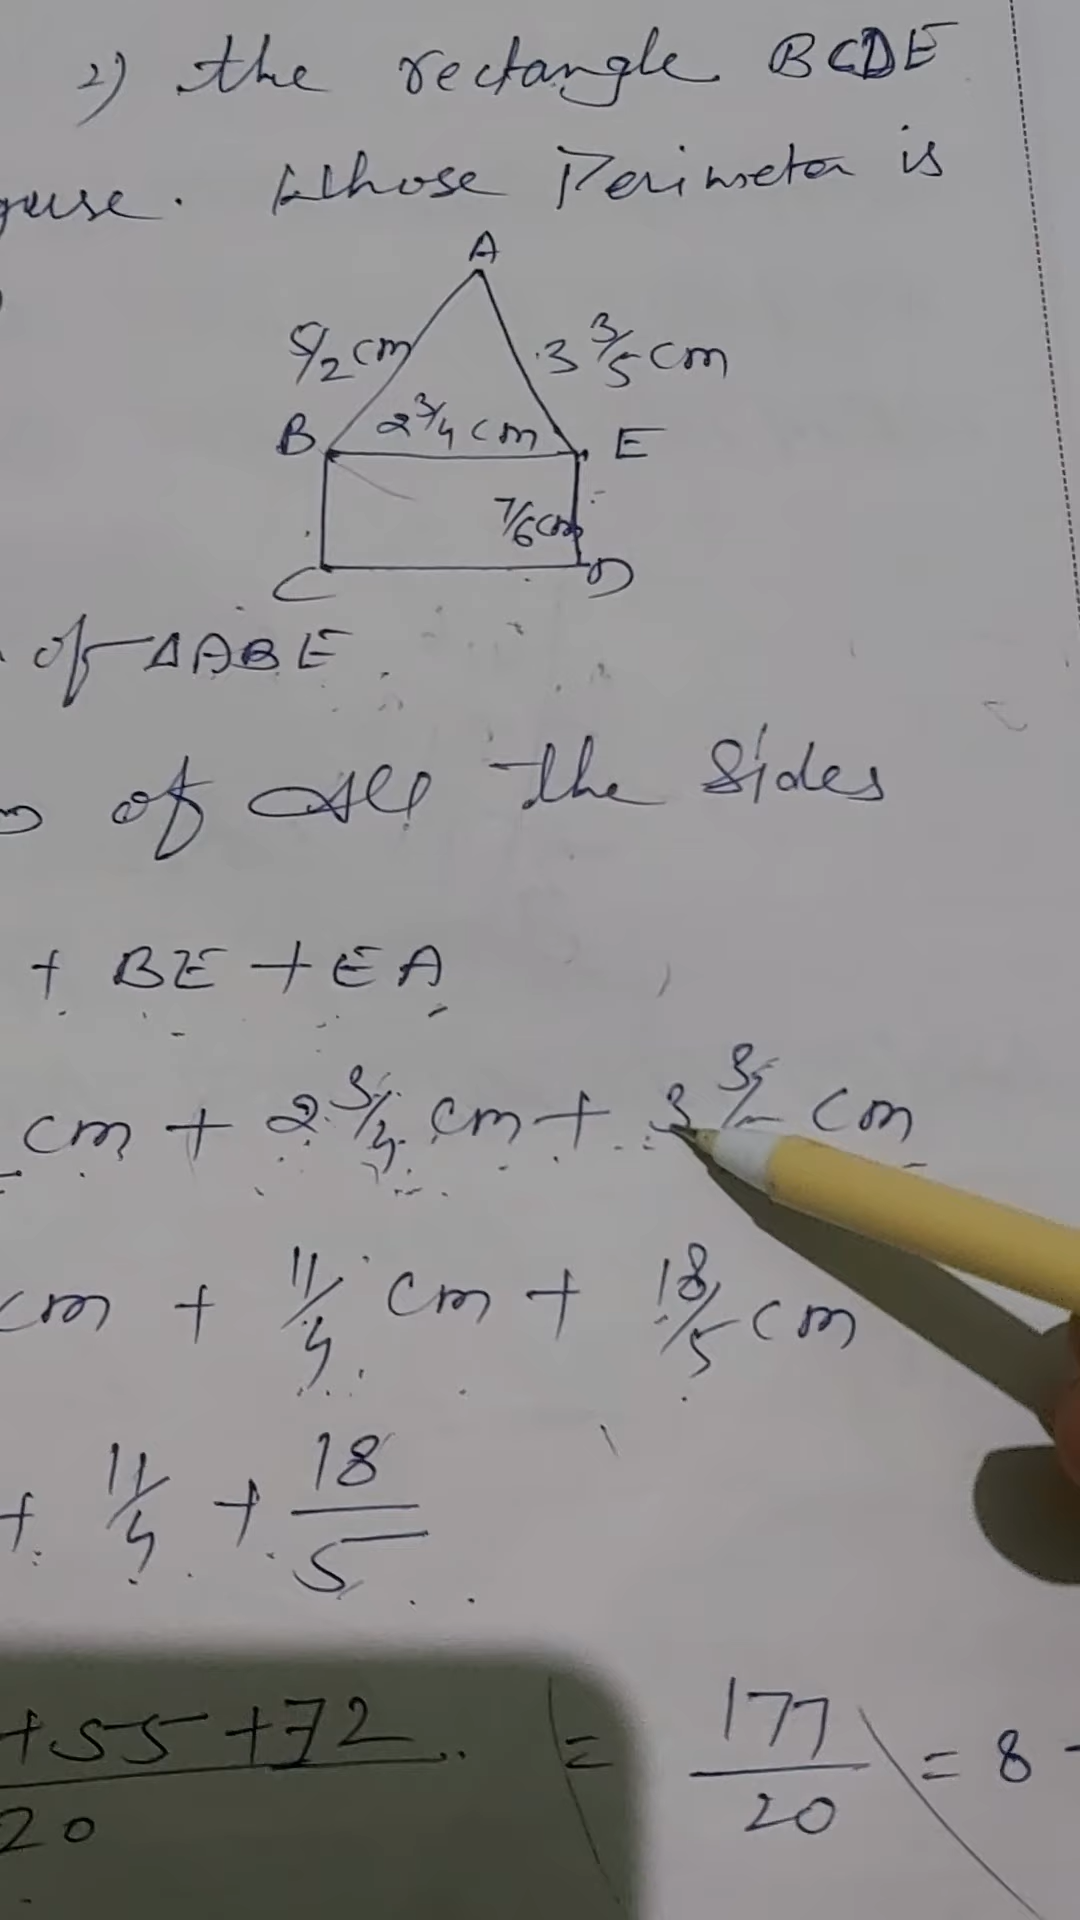 2) the rectangle BCDE
Whose Perimeter is
A
5/2 cm
3 3/5 cm
B
2 3/4 cm
E
7/6 cm
C
D
of ΔABE
of All the Sides
+ BE + EA
cm + 2 3/4 cm + 3 3/5 cm
cm + 11/4 cm + 18/5 cm
+ 11/4 + 18/5
+55+72/20 = 177/20 = 8